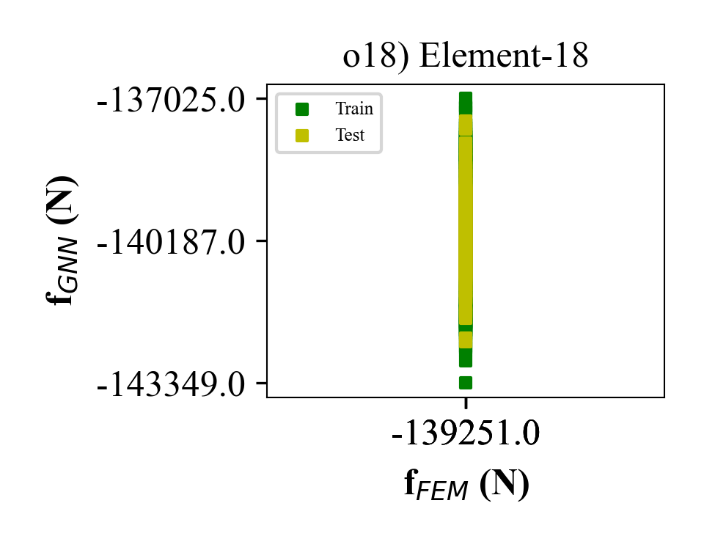 o18) Element-18
-137025.0
Train
Test
f_GNN (N)
-140187.0
-143349.0
-139251.0
f_FEM (N)